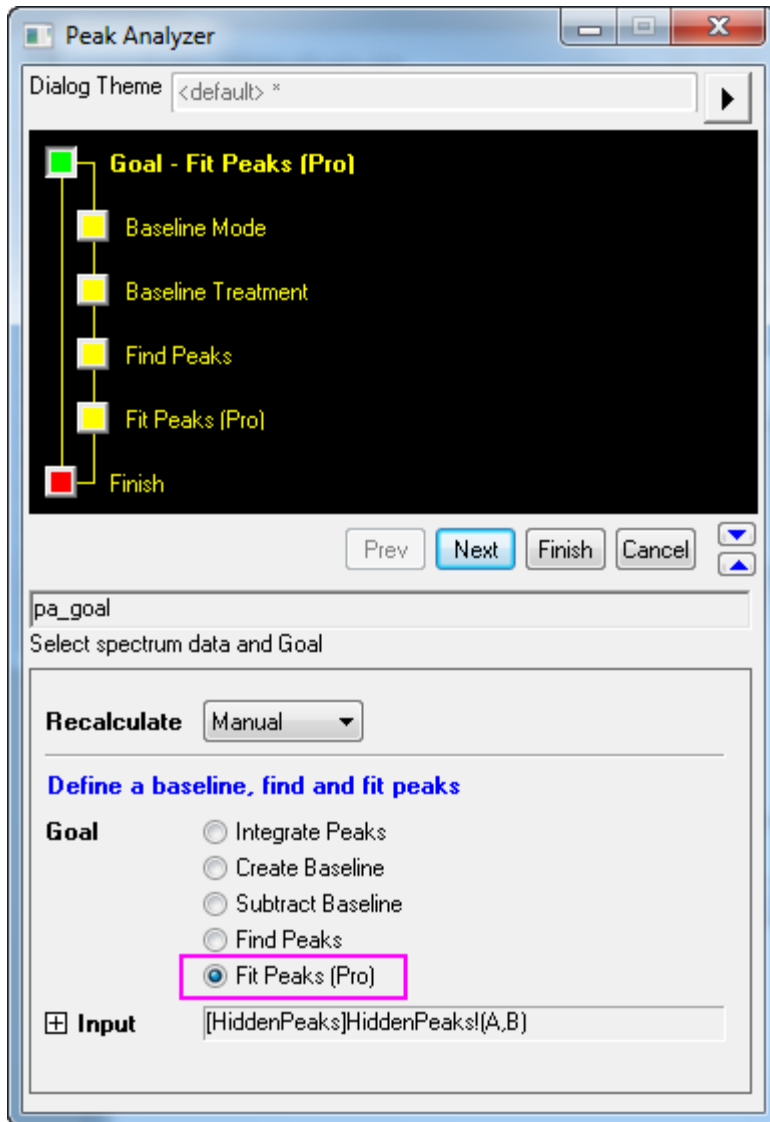 Peak Analyzer
Dialog Theme <default> *
Goal - Fit Peaks (Pro)
Baseline Mode
Baseline Treatment
Find Peaks
Fit Peaks (Pro)
Finish
Prev Next Finish Cancel
pa_goal
Select spectrum data and Goal
Recalculate Manual
Define a baseline, find and fit peaks
Goal Integrate Peaks
Create Baseline
Subtract Baseline
Find Peaks
Fit Peaks (Pro)
Input [HiddenPeaks]HiddenPeaks!(A,B)